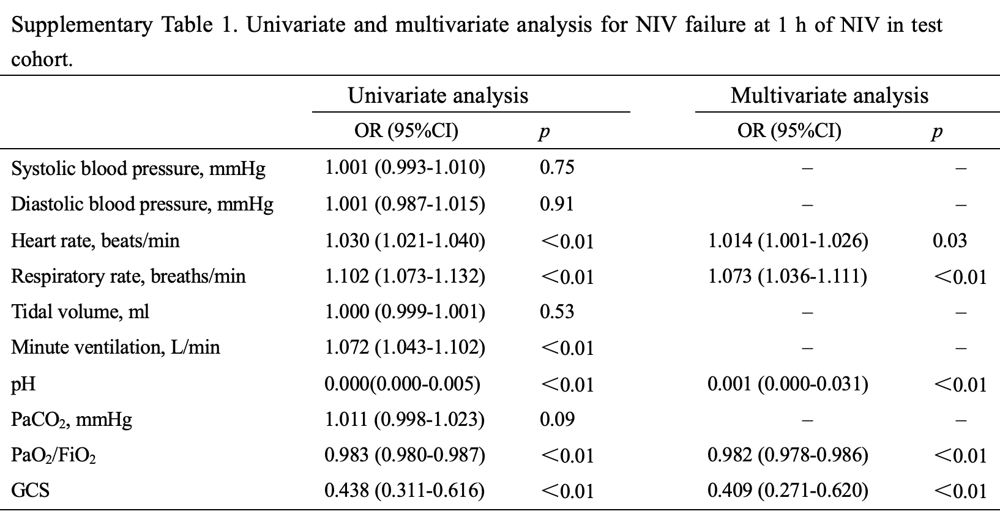 Supplementary Table 1. Univariate and multivariate analysis for NIV failure at 1 h of NIV in test
cohort.
Univariate analysis Multivariate analysis
OR (95%CI) p OR (95%CI) p
Systolic blood pressure, mmHg 1.001 (0.993-1.010) 0.75 – –
Diastolic blood pressure, mmHg 1.001 (0.987-1.015) 0.91 – –
Heart rate, beats/min 1.030 (1.021-1.040) <0.01 1.014 (1.001-1.026) 0.03
Respiratory rate, breaths/min 1.102 (1.073-1.132) <0.01 1.073 (1.036-1.111) <0.01
Tidal volume, ml 1.000 (0.999-1.001) 0.53 – –
Minute ventilation, L/min 1.072 (1.043-1.102) <0.01 – –
pH 0.000(0.000-0.005) <0.01 0.001 (0.000-0.031) <0.01
PaCO₂, mmHg 1.011 (0.998-1.023) 0.09 – –
PaO₂/FiO₂ 0.983 (0.980-0.987) <0.01 0.982 (0.978-0.986) <0.01
GCS 0.438 (0.311-0.616) <0.01 0.409 (0.271-0.620) <0.01